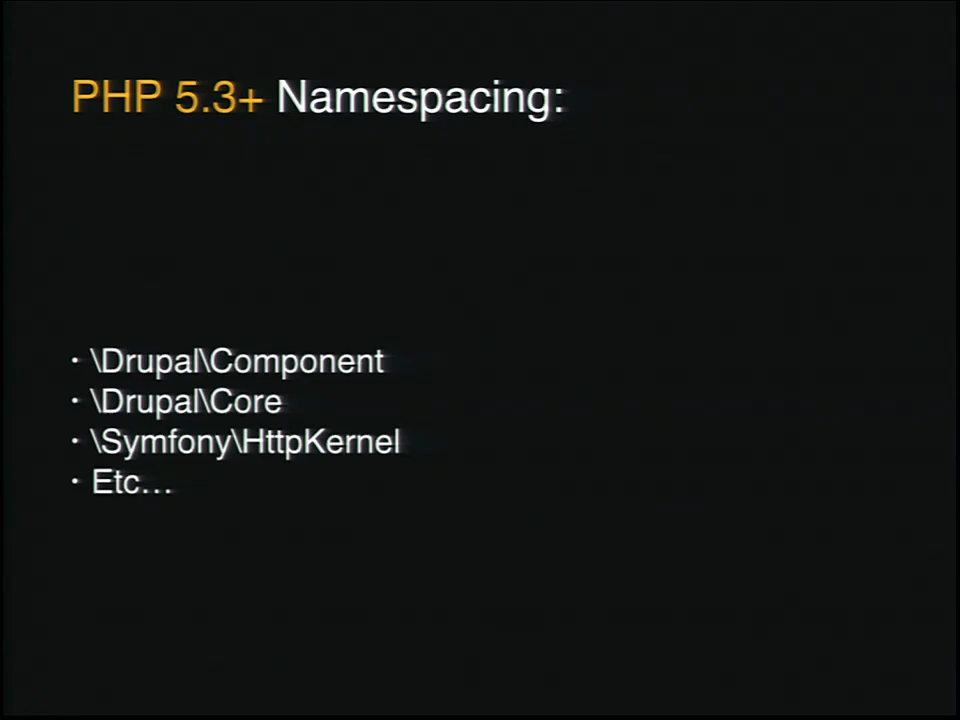 PHP 5.3+ Namespacing:
· \Drupal\Component
· \Drupal\Core
· \Symfony\HttpKernel
· Etc…